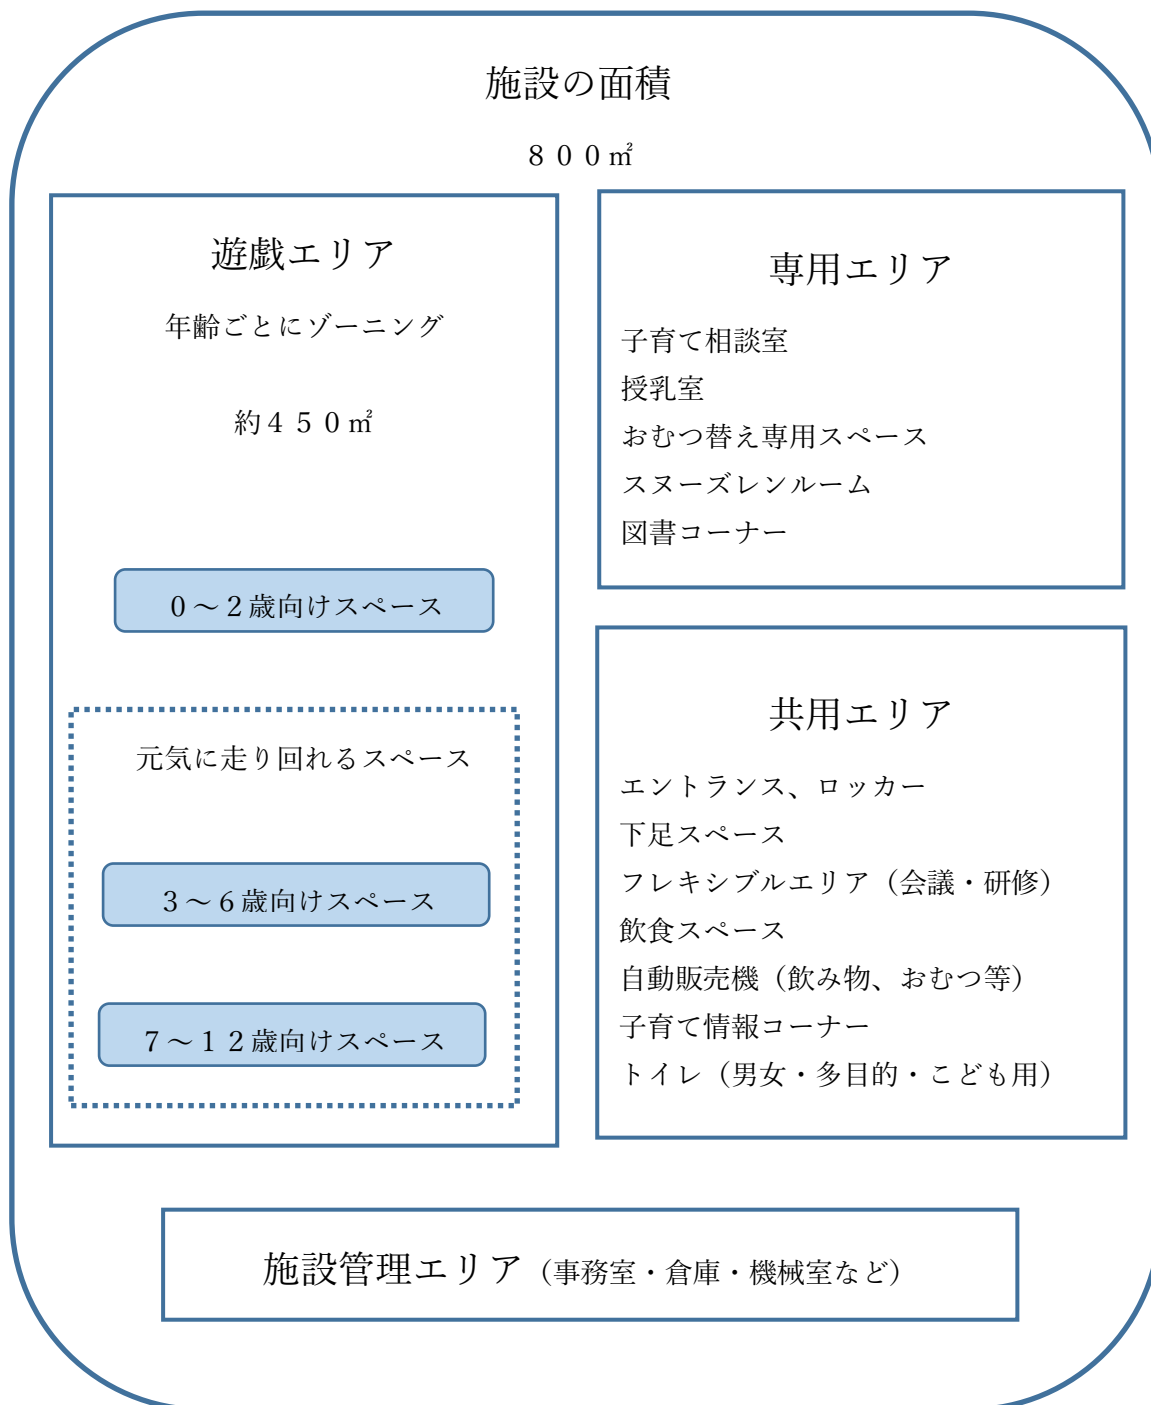 施設の面積
８００㎡
遊戯エリア
年齢ごとにゾーニング
約４５０㎡
０～２歳向けスペース
元気に走り回れるスペース
３～６歳向けスペース
７～１２歳向けスペース
専用エリア
子育て相談室
授乳室
おむつ替え専用スペース
スヌーズレンルーム
図書コーナー
共用エリア
エントランス、ロッカー
下足スペース
フレキシブルエリア（会議・研修）
飲食スペース
自動販売機（飲み物、おむつ等）
子育て情報コーナー
トイレ（男女・多目的・こども用）
施設管理エリア（事務室・倉庫・機械室など）